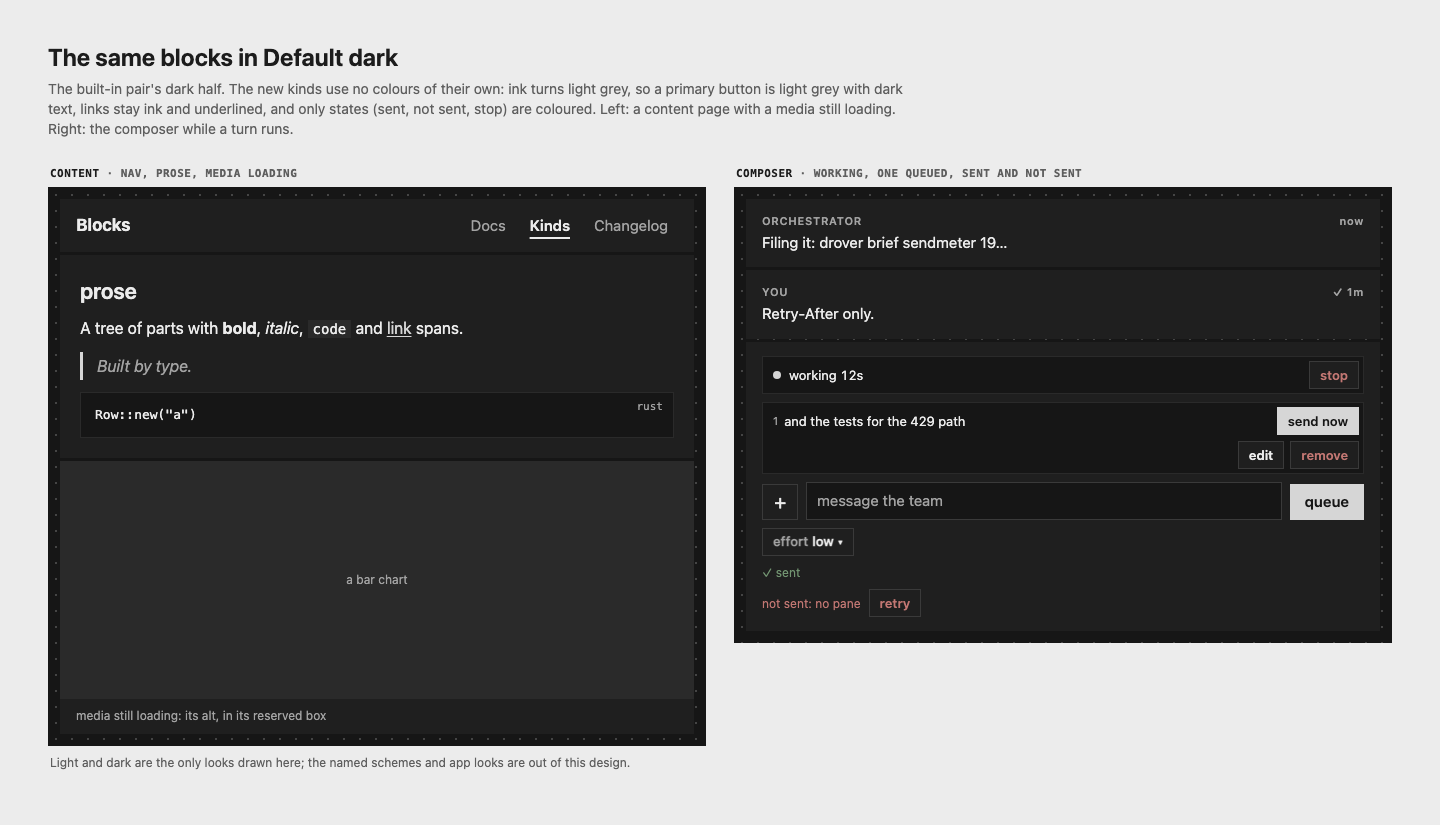 The same blocks in Default dark
The built-in pair's dark half. The new kinds use no colours of their own: ink turns light grey, so a primary button is light grey with dark
text, links stay ink and underlined, and only states (sent, not sent, stop) are coloured. Left: a content page with a media still loading.
Right: the composer while a turn runs.
CONTENT · NAV, PROSE, MEDIA LOADING
Blocks
Docs
Kinds
Changelog
prose
A tree of parts with bold, italic, code and link spans.
Built by type.
Row::new("a")
rust
a bar chart
media still loading: its alt, in its reserved box
Light and dark are the only looks drawn here; the named schemes and app looks are out of this design.
COMPOSER · WORKING, ONE QUEUED, SENT AND NOT SENT
ORCHESTRATOR
now
Filing it: drover brief sendmeter 19…
YOU
✓ 1m
Retry-After only.
working 12s
stop
1 and the tests for the 429 path
send now
edit
remove
+
message the team
queue
effort low ▾
✓ sent
not sent: no pane
retry